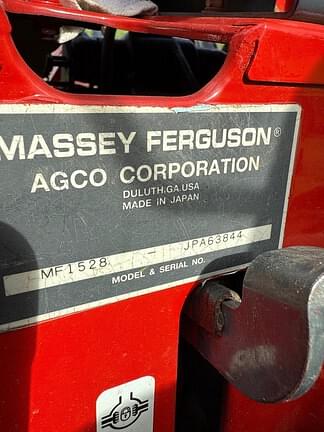 MASSEY FERGUSON®
AGCO CORPORATION
DULUTH.GA.USA
MADE IN JAPAN
MF1528 - JPA63844
MODEL & SERIAL NO.